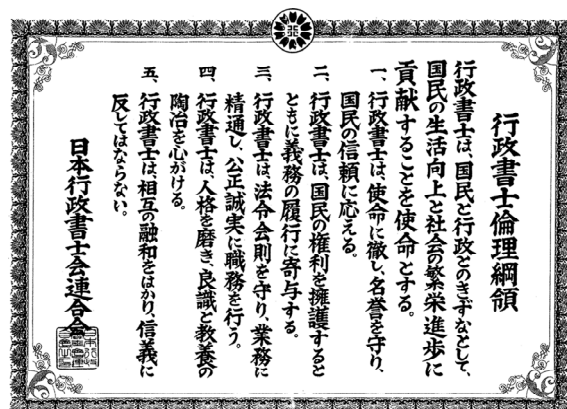 行政書士倫理綱領
行政書士は、国民と行政とのきずなとして、
国民の生活向上と社会の繁栄進歩に
貢献することを使命とする。
一、行政書士は、使命に徹し、名誉を守り、
国民の信頼に応える。
二、行政書士は、国民の権利を擁護すると
ともに義務の履行に寄与する。
三、行政書士は、法令会則を守り、業務に
精通し、公正誠実に職務を行う。
四、行政書士は、人格を磨き、良識と教養の
陶冶を心がける。
五、行政書士は、相互の融和をはかり、信義に
反してはならない。
日本行政書士会連合会